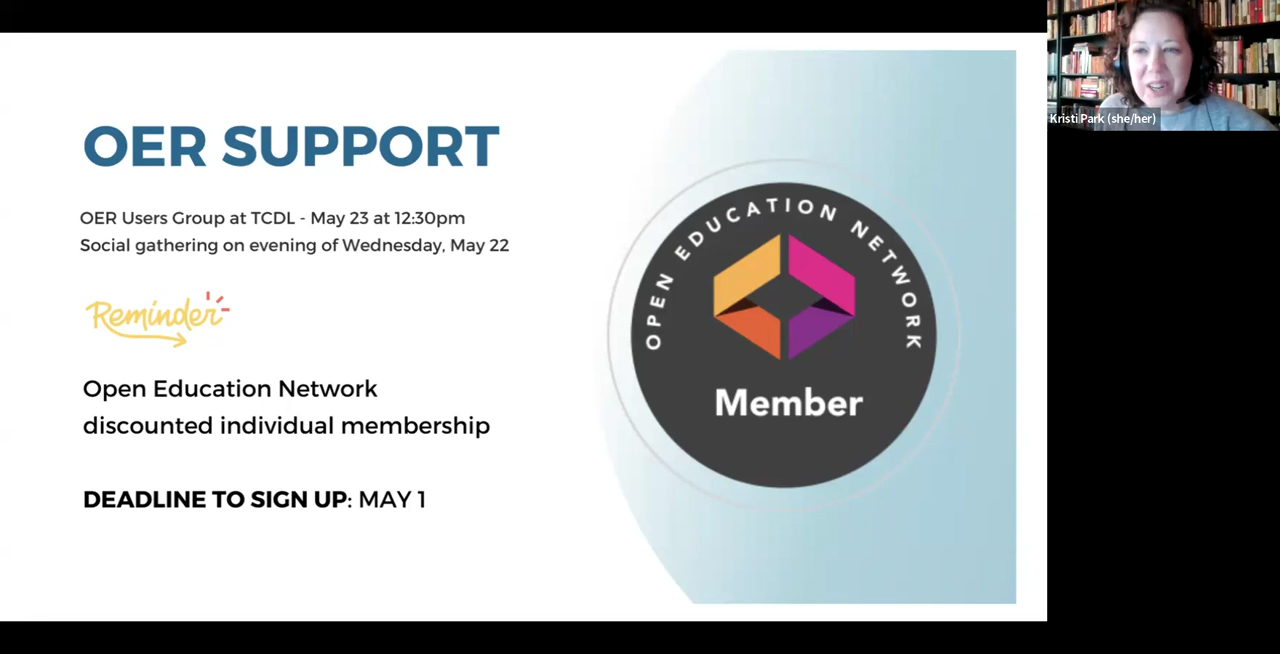 OER SUPPORT
OER Users Group at TCDL - May 23 at 12:30pm
Social gathering on evening of Wednesday, May 22
Reminder
Open Education Network
discounted individual membership
DEADLINE TO SIGN UP: MAY 1
OPEN EDUCATION NETWORK
Member
Kristi Park (she/her)